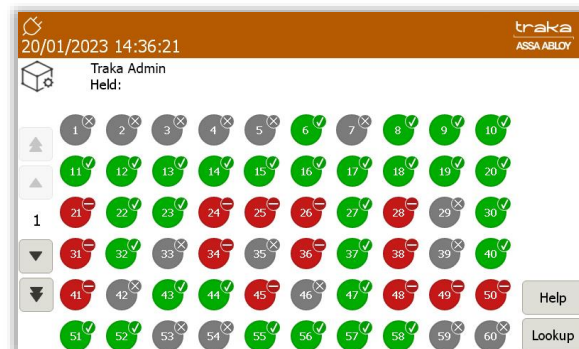 traka
20/01/2023 14:36:21
ASSA ABLOY
Traka Admin
Held:
1 2 3 4 5 6 7 8 9 10
11 12 13 14 15 16 17 18 19 20
21 22 23 24 25 26 27 28 29 30
1
31 32 33 34 35 36 37 38 39 40
41 42 43 44 45 46 47 48 49 50
Help
51 52 53 54 55 56 57 58 59 60
Lookup